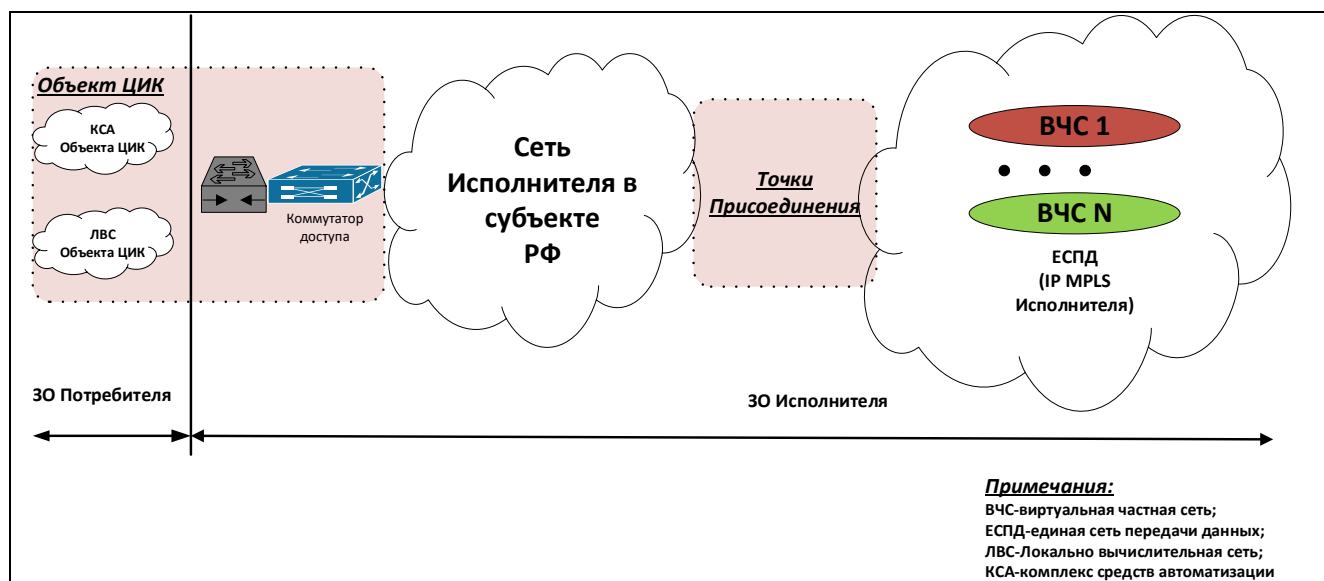 Объект ЦИК
КСА
Объекта ЦИК
ЛВС
Объекта ЦИК
Коммутатор
доступа
Сеть
Исполнителя в
субъекте
РФ
Точки
Присоединения
ВЧС 1
ВЧС N
ЕСПД
(IP MPLS
Исполнителя)
ЗО Потребителя
ЗО Исполнителя
Примечания:
ВЧС-виртуальная частная сеть;
ЕСПД-единая сеть передачи данных;
ЛВС-Локально вычислительная сеть;
КСА-комплекс средств автоматизации